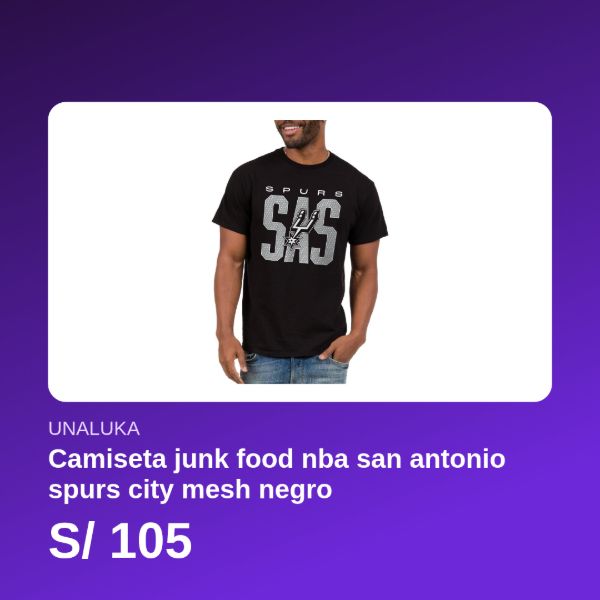 SPURS
SAS
UNALUKA
Camiseta junk food nba san antonio
spurs city mesh negro
S/ 105